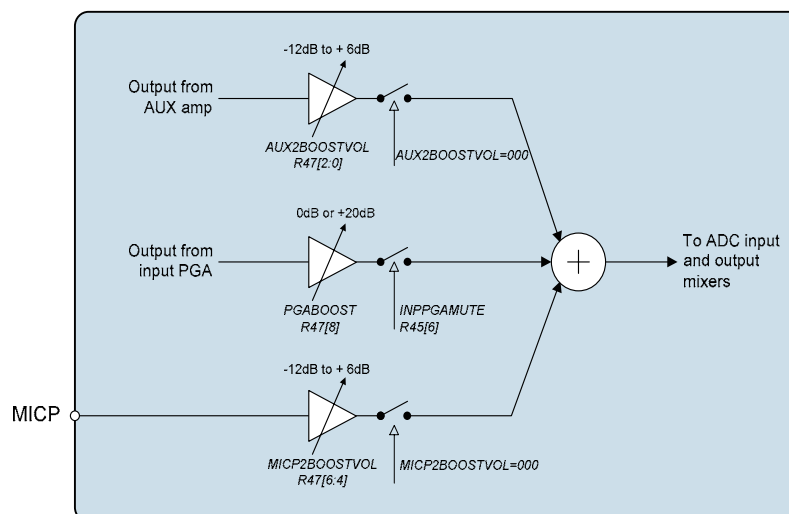 -12dB to + 6dB
Output from
AUX amp
AUX2BOOSTVOL
R47[2:0]
AUX2BOOSTVOL=000
0dB or +20dB
Output from
input PGA
PGABOOST
R47[8]
INPPGAMUTE
R45[6]
+
To ADC input
and output
mixers
-12dB to + 6dB
MICP
MICP2BOOSTVOL
R47[6:4]
MICP2BOOSTVOL=000